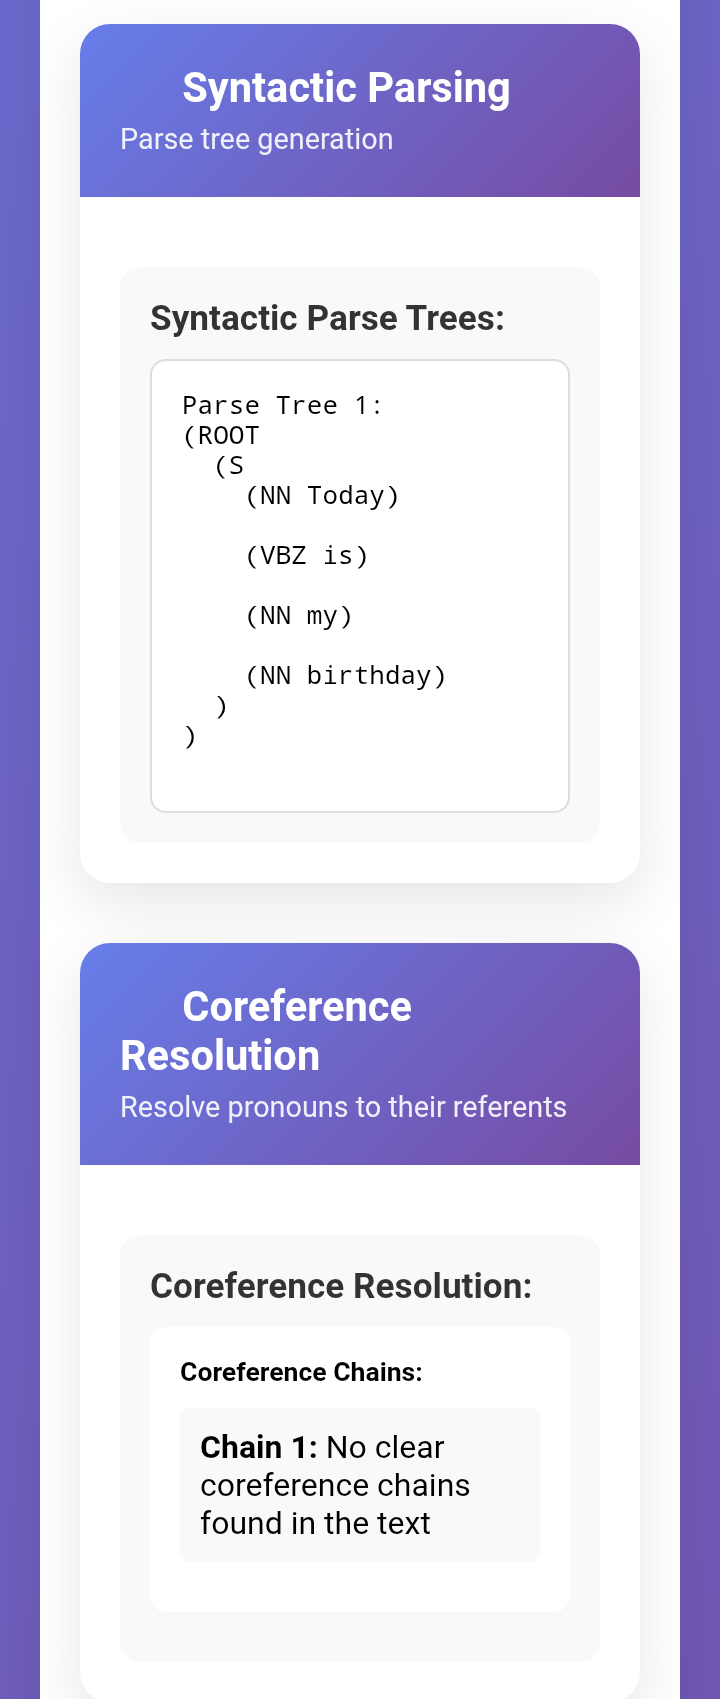 Syntactic Parsing
Parse tree generation
Syntactic Parse Trees:
Parse Tree 1:
(ROOT
  (S
    (NN Today)
    (VBZ is)
    (NN my)
    (NN birthday)
  )
)
Coreference
Resolution
Resolve pronouns to their referents
Coreference Resolution:
Coreference Chains:
Chain 1: No clear
coreference chains
found in the text